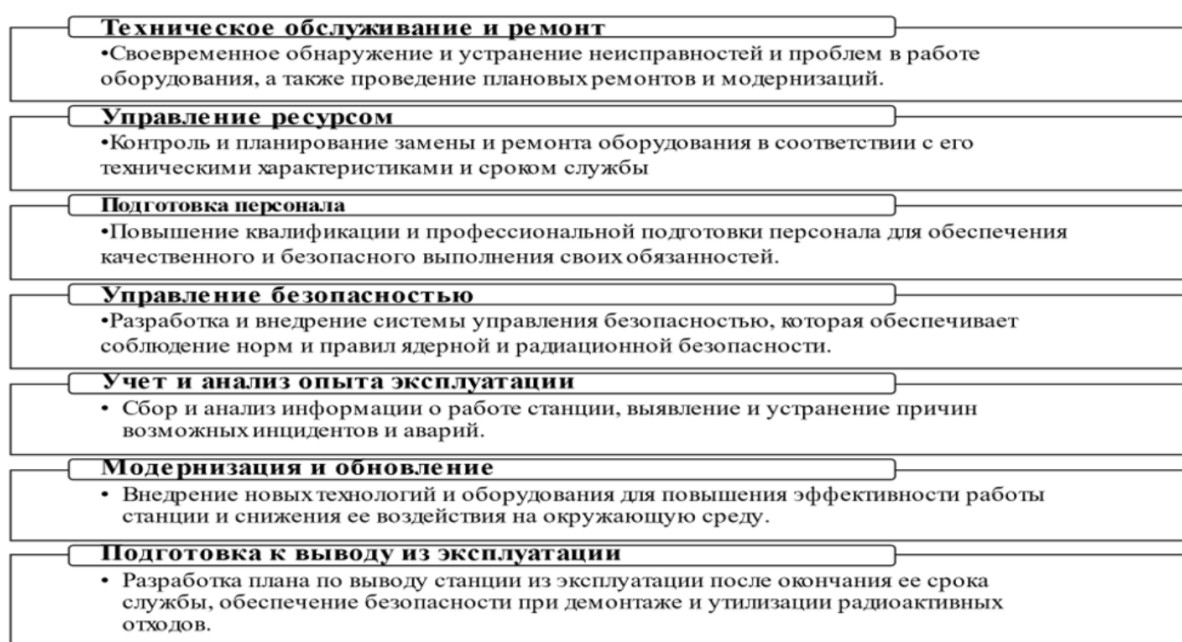 Техническое обслуживание и ремонт
•Своевременное обнаружение и устранение неисправностей и проблем в работе
оборудования, а также проведение плановых ремонтов и модернизаций.
Управление ресурсом
•Контроль и планирование замены и ремонта оборудования в соответствии с его
техническими характеристиками и сроком службы
Подготовка персонала
•Повышение квалификации и профессиональной подготовки персонала для обеспечения
качественного и безопасного выполнения своих обязанностей.
Управление безопасностью
•Разработка и внедрение системы управления безопасностью, которая обеспечивает
соблюдение норм и правил ядерной и радиационной безопасности.
Учет и анализ опыта эксплуатации
• Сбор и анализ информации о работе станции, выявление и устранение причин
возможных инцидентов и аварий.
Модернизация и обновление
• Внедрение новых технологий и оборудования для повышения эффективности работы
станции и снижения ее воздействия на окружающую среду.
Подготовка к выводу из эксплуатации
• Разработка плана по выводу станции из эксплуатации после окончания ее срока
службы, обеспечение безопасности при демонтаже и утилизации радиоактивных
отходов.